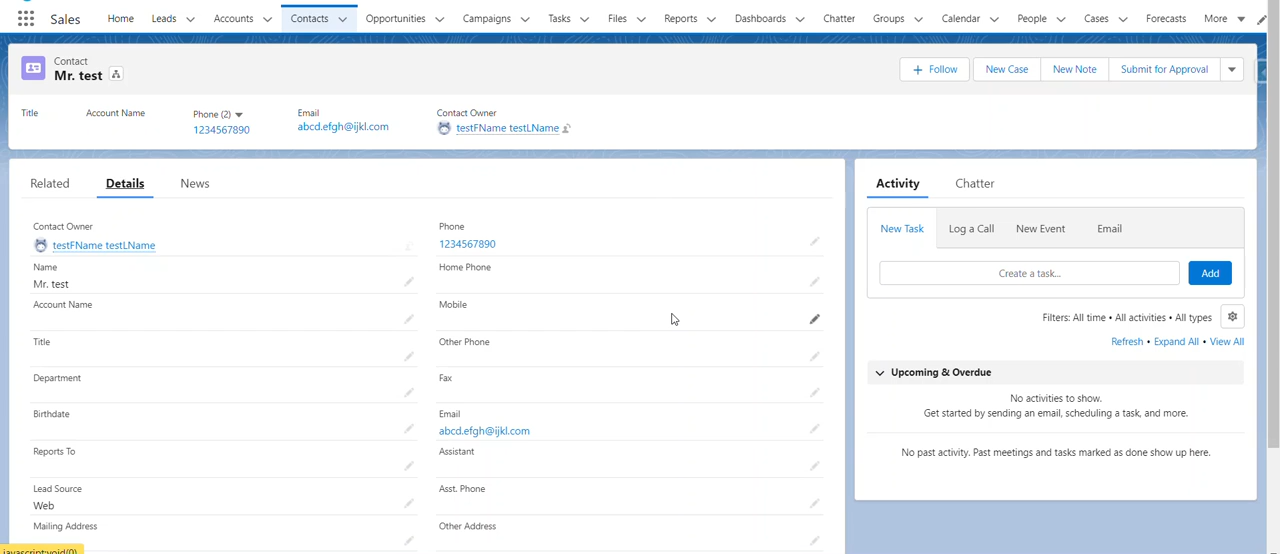 Sales Home Leads Accounts Contacts Opportunities Campaigns Tasks Files Reports Dashboards Chatter Groups Calendar People Cases Forecasts More
Contact
Mr. test
+ Follow New Case New Note Submit for Approval
Title Account Name Phone (2) Email Contact Owner
1234567890 abcd.efgh@ijkl.com testFName testLName
Related Details News
Contact Owner
testFName testLName
Name
Mr. test
Account Name
Title
Department
Birthdate
Reports To
Lead Source
Web
Mailing Address
Phone
1234567890
Home Phone
Mobile
Other Phone
Fax
Email
abcd.efgh@ijkl.com
Assistant
Asst. Phone
Other Address
Activity Chatter
New Task Log a Call New Event Email
Create a task... Add
Filters: All time • All activities • All types
Refresh • Expand All • View All
Upcoming & Overdue
No activities to show.
Get started by sending an email, scheduling a task, and more.
No past activity. Past meetings and tasks marked as done show up here.
javascript:void(0)